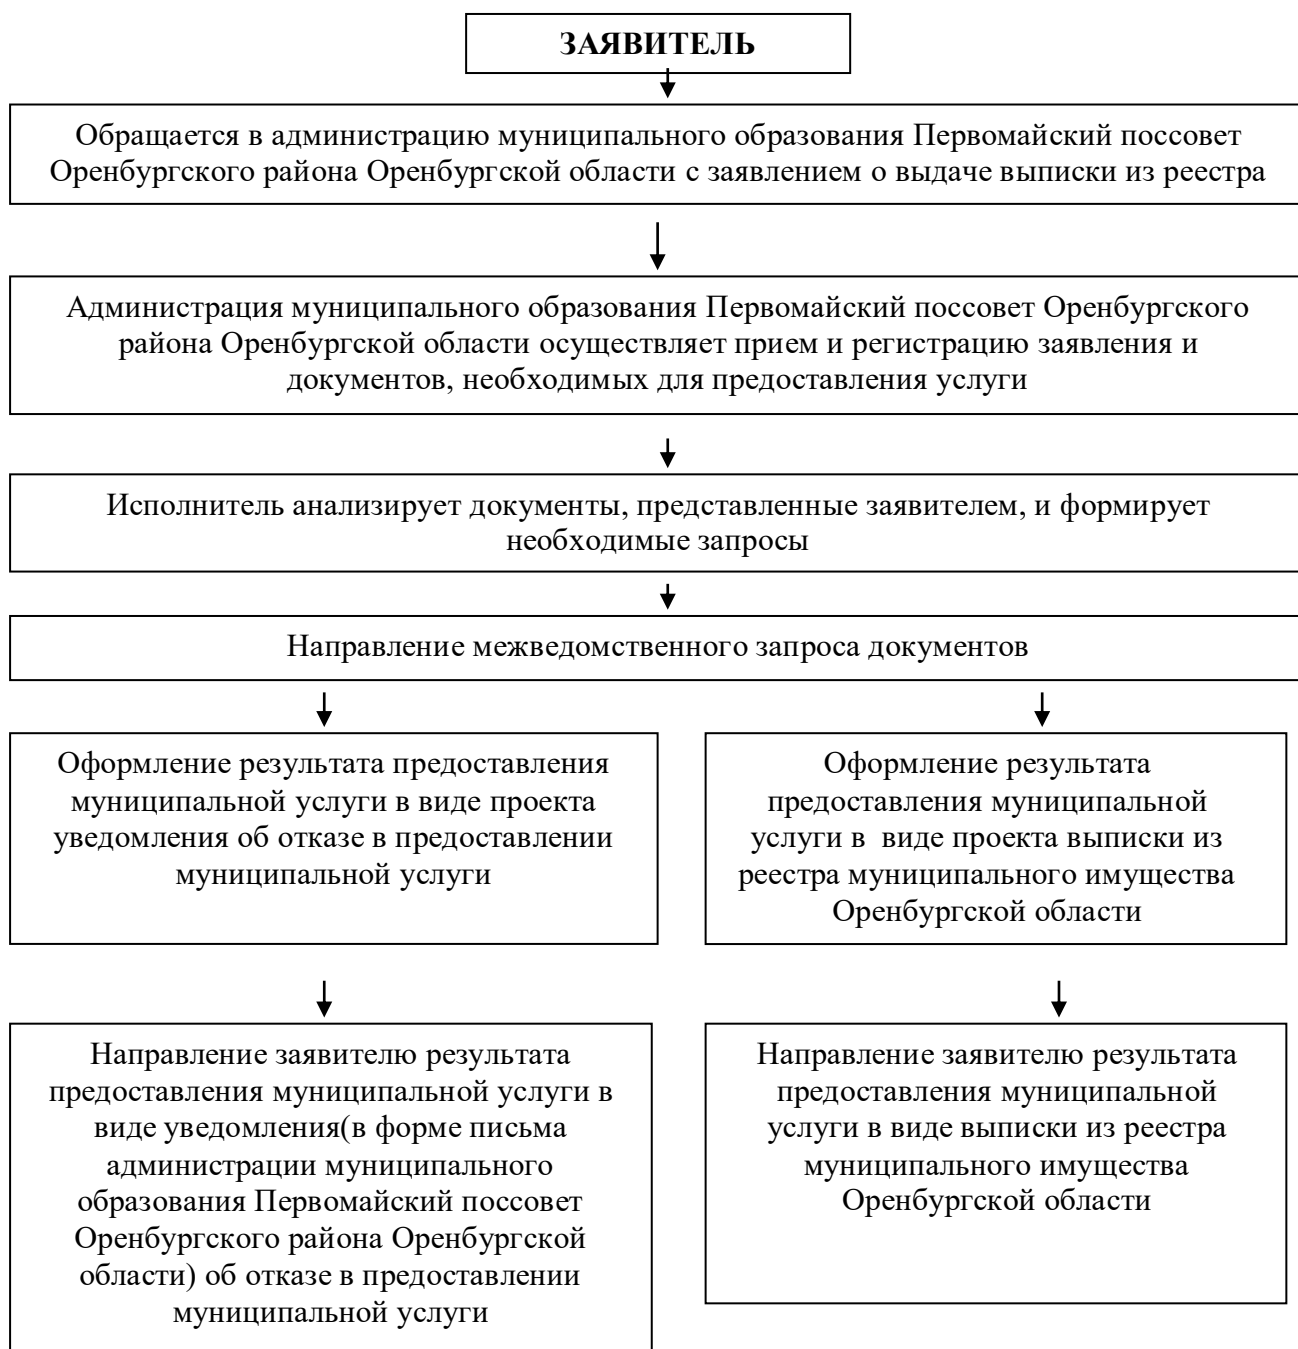 ЗАЯВИТЕЛЬ
Обращается в администрацию муниципального образования Первомайский поссовет
Оренбургского района Оренбургской области с заявлением о выдаче выписки из реестра
Администрация муниципального образования Первомайский поссовет Оренбургского
района Оренбургской области осуществляет прием и регистрацию заявления и
документов, необходимых для предоставления услуги
Исполнитель анализирует документы, представленные заявителем, и формирует
необходимые запросы
Направление межведомственного запроса документов
Оформление результата предоставления
муниципальной услуги в виде проекта
уведомления об отказе в предоставлении
муниципальной услуги
Оформление результата
предоставления муниципальной
услуги в  виде проекта выписки из
реестра муниципального имущества
Оренбургской области
Направление заявителю результата
предоставления муниципальной услуги в
виде уведомления(в форме письма
администрации муниципального
образования Первомайский поссовет
Оренбургского района Оренбургской
области) об отказе в предоставлении
муниципальной услуги
Направление заявителю результата
предоставления муниципальной
услуги в виде выписки из реестра
муниципального имущества
Оренбургской области